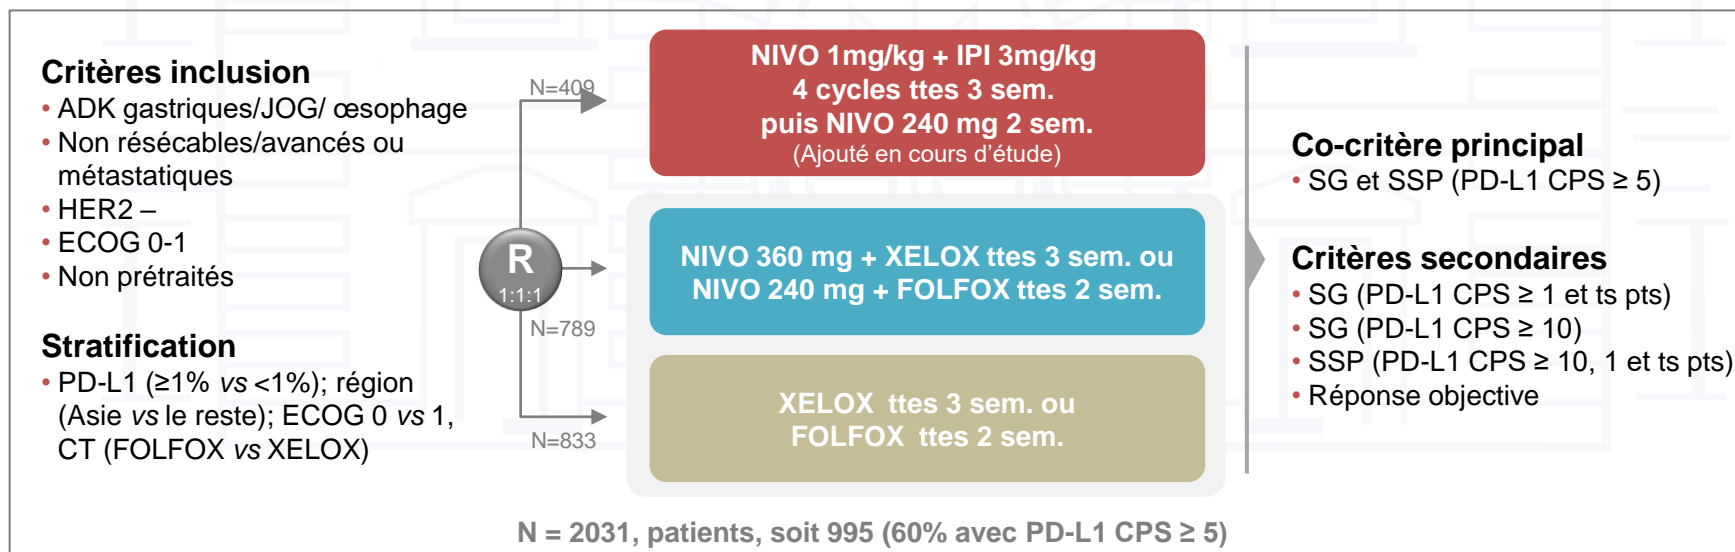 Critères inclusion
• ADK gastriques/JOG/ œsophage
• Non résécables/avancés ou
métastatiques
• HER2 –
• ECOG 0-1
• Non prétraités
Stratification
• PD-L1 (≥1% vs <1%); région
(Asie vs le reste); ECOG 0 vs 1,
CT (FOLFOX vs XELOX)
R
1:1:1
N=409
N=789
N=833
NIVO 1mg/kg + IPI 3mg/kg
4 cycles ttes 3 sem.
puis NIVO 240 mg 2 sem.
(Ajouté en cours d'étude)
NIVO 360 mg + XELOX ttes 3 sem. ou
NIVO 240 mg + FOLFOX ttes 2 sem.
XELOX ttes 3 sem. ou
FOLFOX ttes 2 sem.
Co-critère principal
• SG et SSP (PD-L1 CPS ≥ 5)
Critères secondaires
• SG (PD-L1 CPS ≥ 1 et ts pts)
• SG (PD-L1 CPS ≥ 10)
• SSP (PD-L1 CPS ≥ 10, 1 et ts pts)
• Réponse objective
N = 2031, patients, soit 995 (60% avec PD-L1 CPS ≥ 5)